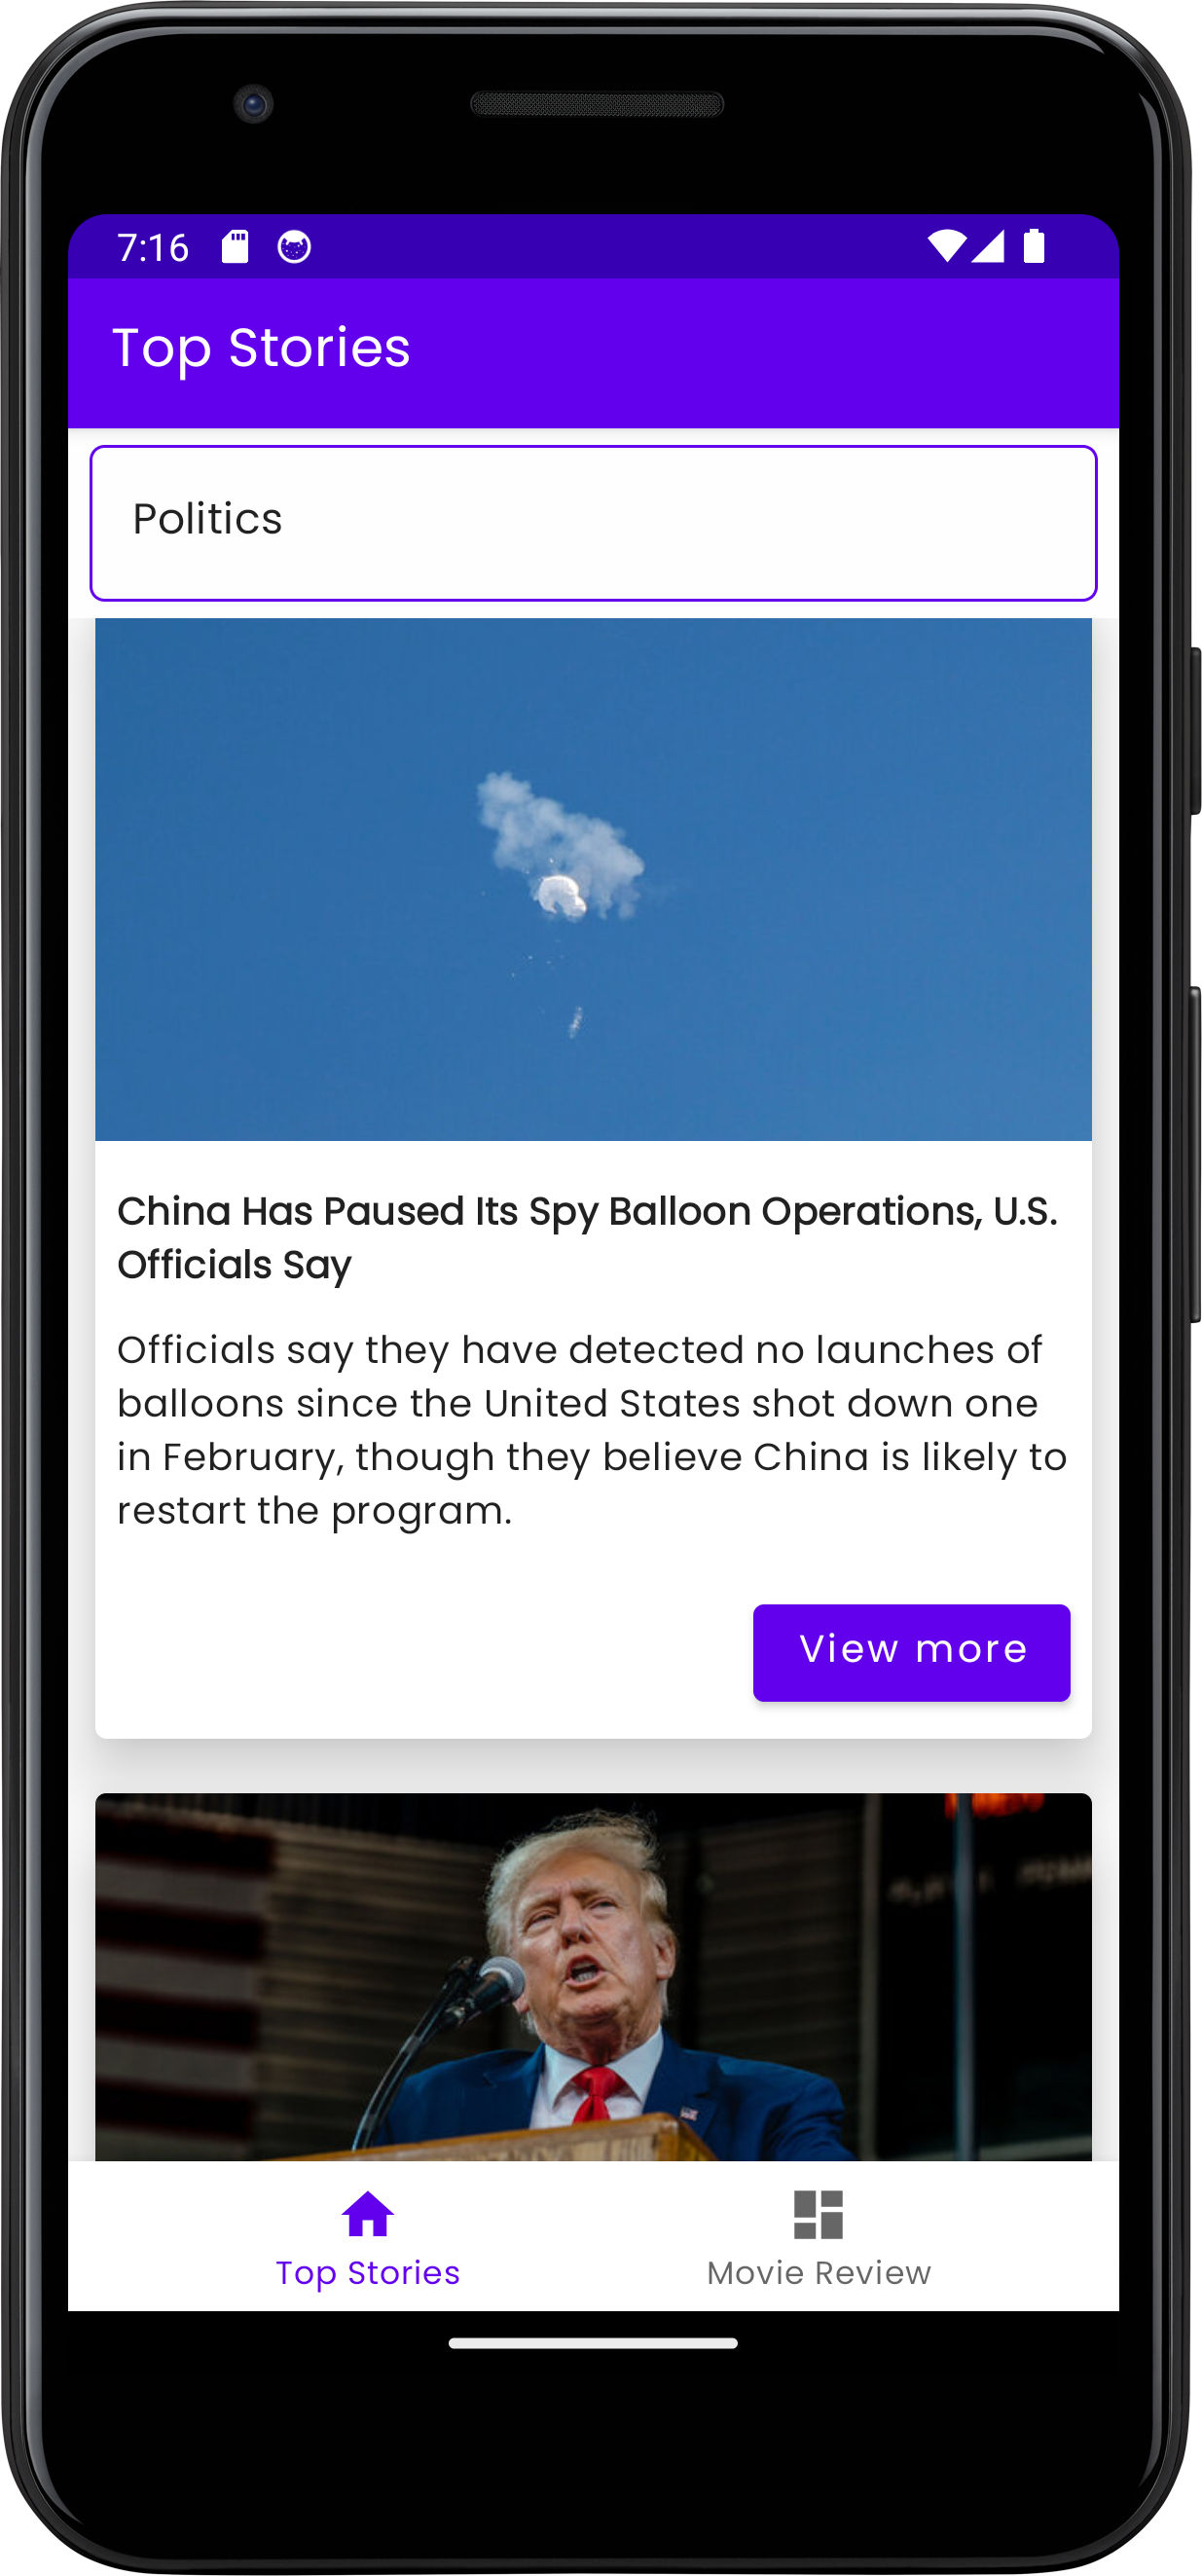 7:16
Top Stories
Politics
China Has Paused Its Spy Balloon Operations, U.S.
Officials Say
Officials say they have detected no launches of
balloons since the United States shot down one
in February, though they believe China is likely to
restart the program.
View more
Top Stories
Movie Review